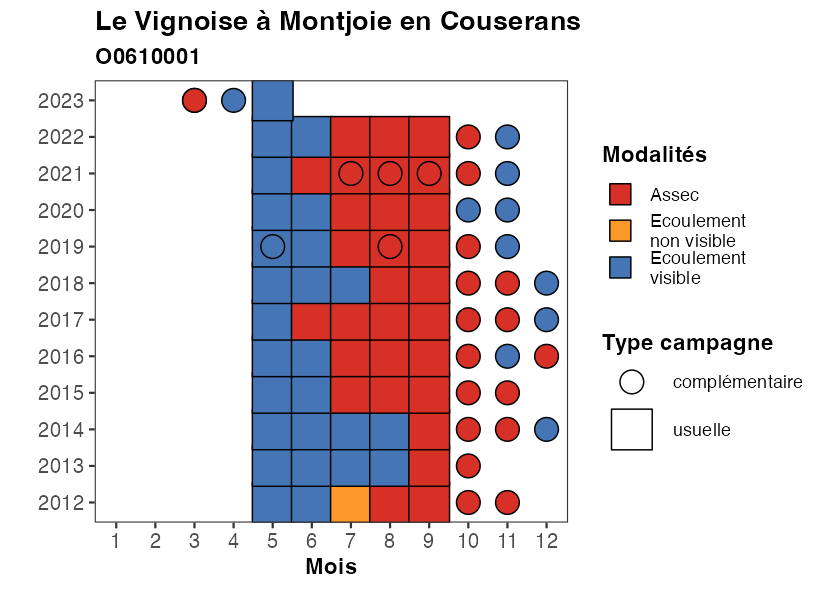 Le Vignoise à Montjoie en Couserans
O0610001
2023
2022
2021
2020
2019
2018
2017
2016
2015
2014
2013
2012
1 2 3 4 5 6 7 8 9 10 11 12
Mois
Modalités
Assec
Ecoulement
non visible
Ecoulement
visible
Type campagne
complémentaire
usuelle